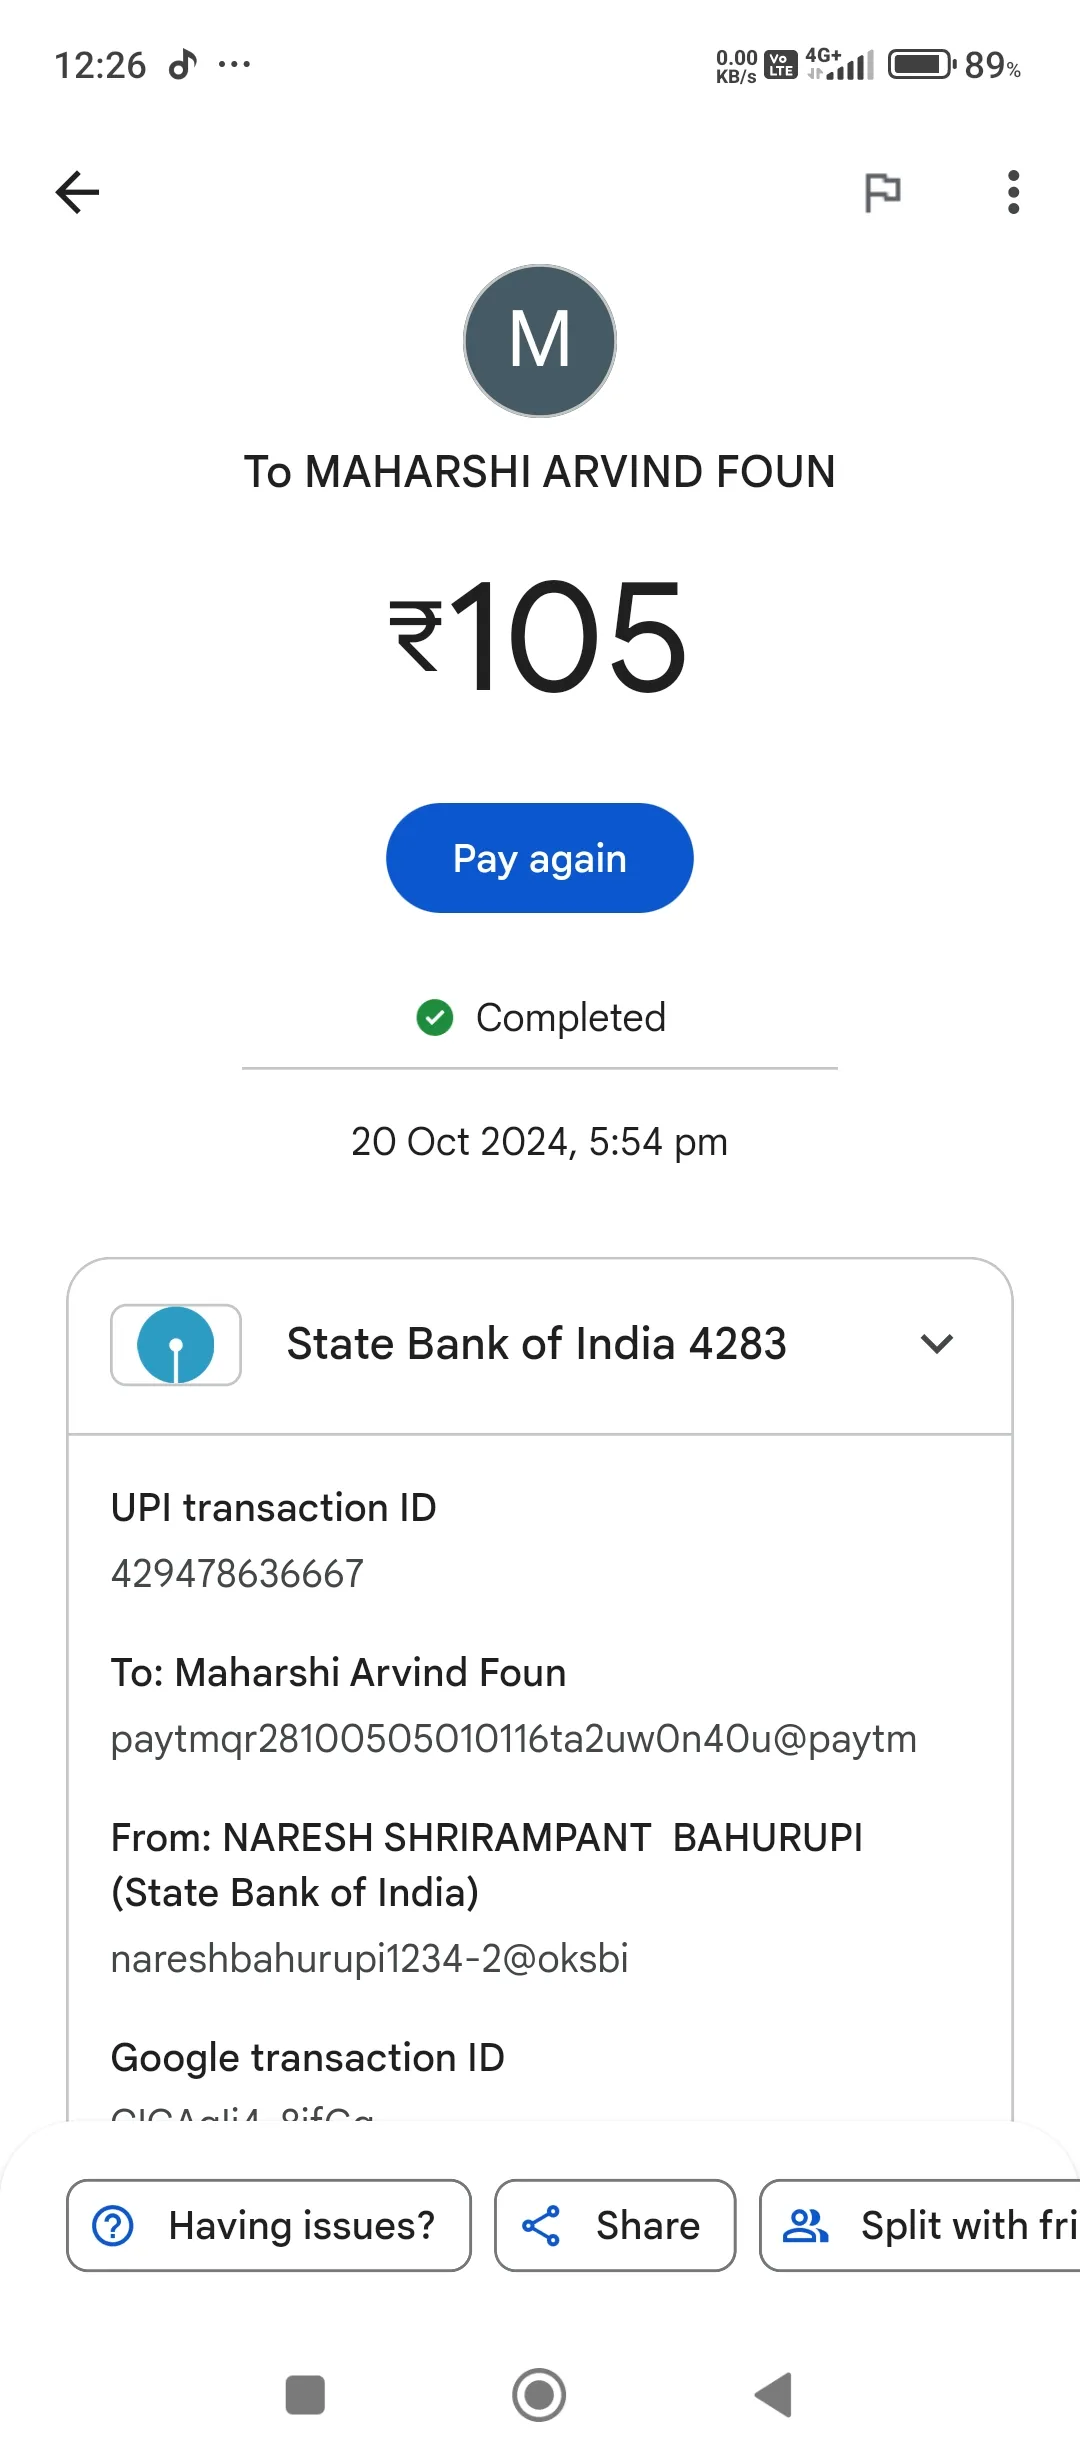 12:26
0.00 KB/s Vo LTE 4G+ 89%
M
To MAHARSHI ARVIND FOUN
₹105
Pay again
Completed
20 Oct 2024, 5:54 pm
State Bank of India 4283
UPI transaction ID
429478636667
To: Maharshi Arvind Foun
paytmqr28100505010116ta2uw0n40u@paytm
From: NARESH SHRIRAMPANT BAHURUPI
(State Bank of India)
nareshbahurupi1234-2@oksbi
Google transaction ID
Having issues?
Share
Split with fri